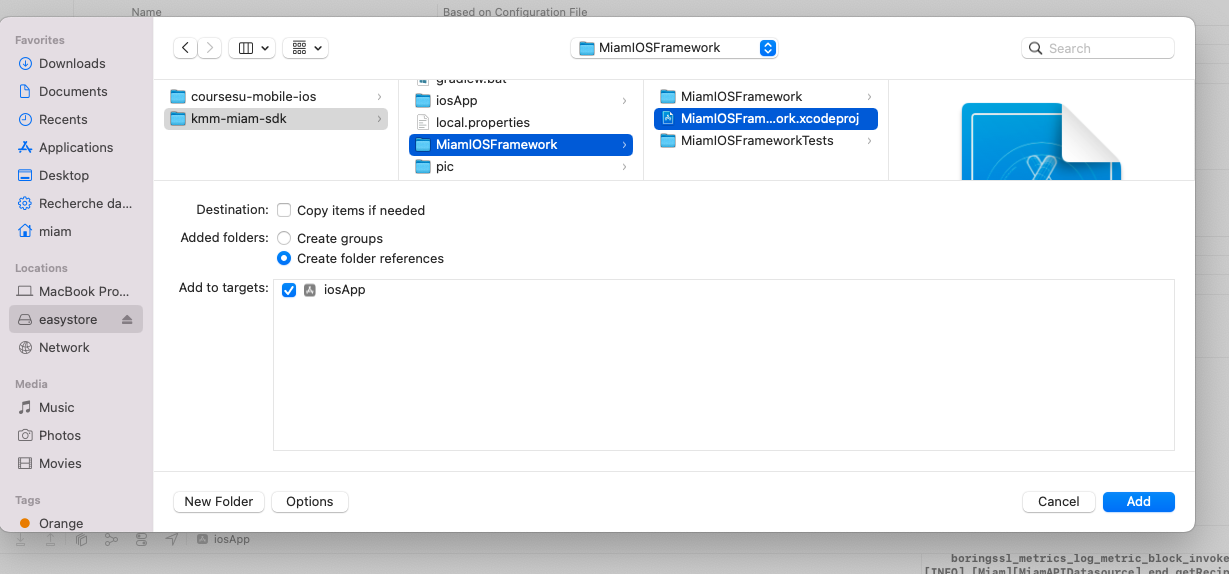 Name
Based on Configuration File
Favorites
Downloads
Documents
Recents
Applications
Desktop
Recherche da...
miam
Locations
MacBook Pro...
easystore
Network
Media
Music
Photos
Movies
Tags
Orange
MiamIOSFramework
Search
coursesu-mobile-ios
kmm-miam-sdk
gradlew.bat
iosApp
local.properties
MiamIOSFramework
pic
MiamIOSFramework
MiamIOSFram...ork.xcodeproj
MiamIOSFrameworkTests
Destination:
Copy items if needed
Added folders:
Create groups
Create folder references
Add to targets:
iosApp
New Folder
Options
Cancel
Add
iosApp
boringssl_metrics_log_metric_block_invoke
[INFO] [Miam][MiamAPIDatasource] end getRecip